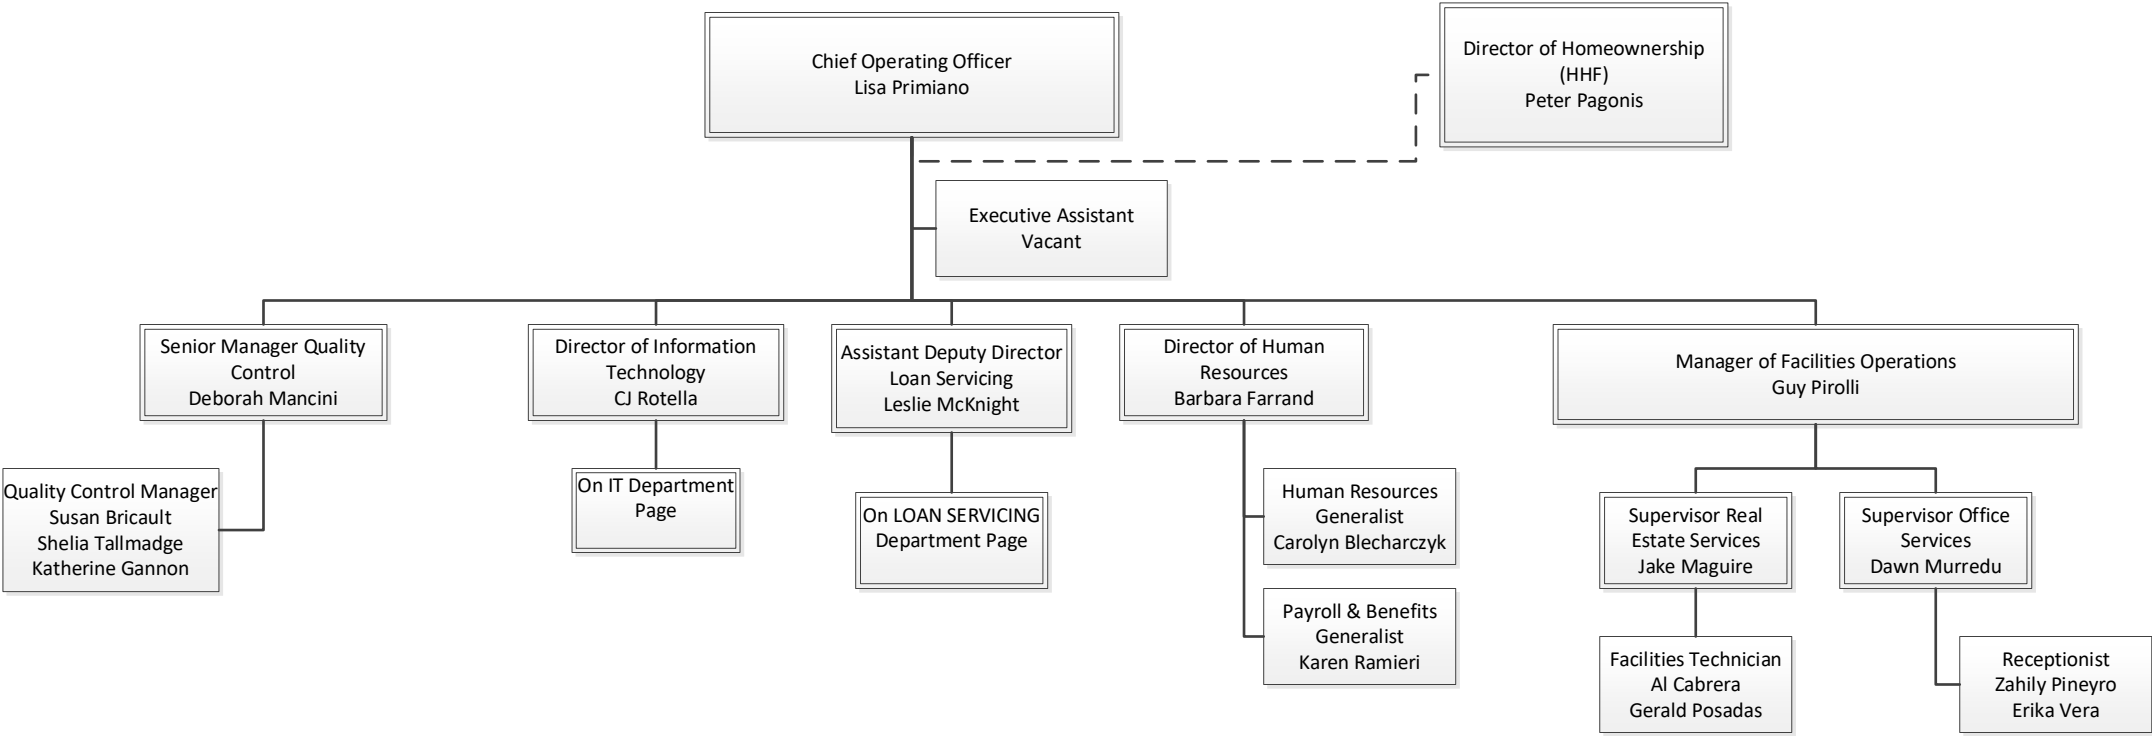 Chief Operating Officer
Lisa Primiano
Director of Homeownership
(HHF)
Peter Pagonis
Executive Assistant
Vacant
Senior Manager Quality
Control
Deborah Mancini
Director of Information
Technology
CJ Rotella
Assistant Deputy Director
Loan Servicing
Leslie McKnight
Director of Human
Resources
Barbara Farrand
Manager of Facilities Operations
Guy Pirolli
Quality Control Manager
Susan Bricault
Shelia Tallmadge
Katherine Gannon
On IT Department
Page
On LOAN SERVICING
Department Page
Human Resources
Generalist
Carolyn Blecharczyk
Payroll & Benefits
Generalist
Karen Ramieri
Supervisor Real
Estate Services
Jake Maguire
Supervisor Office
Services
Dawn Murredu
Facilities Technician
Al Cabrera
Gerald Posadas
Receptionist
Zahily Pineyro
Erika Vera